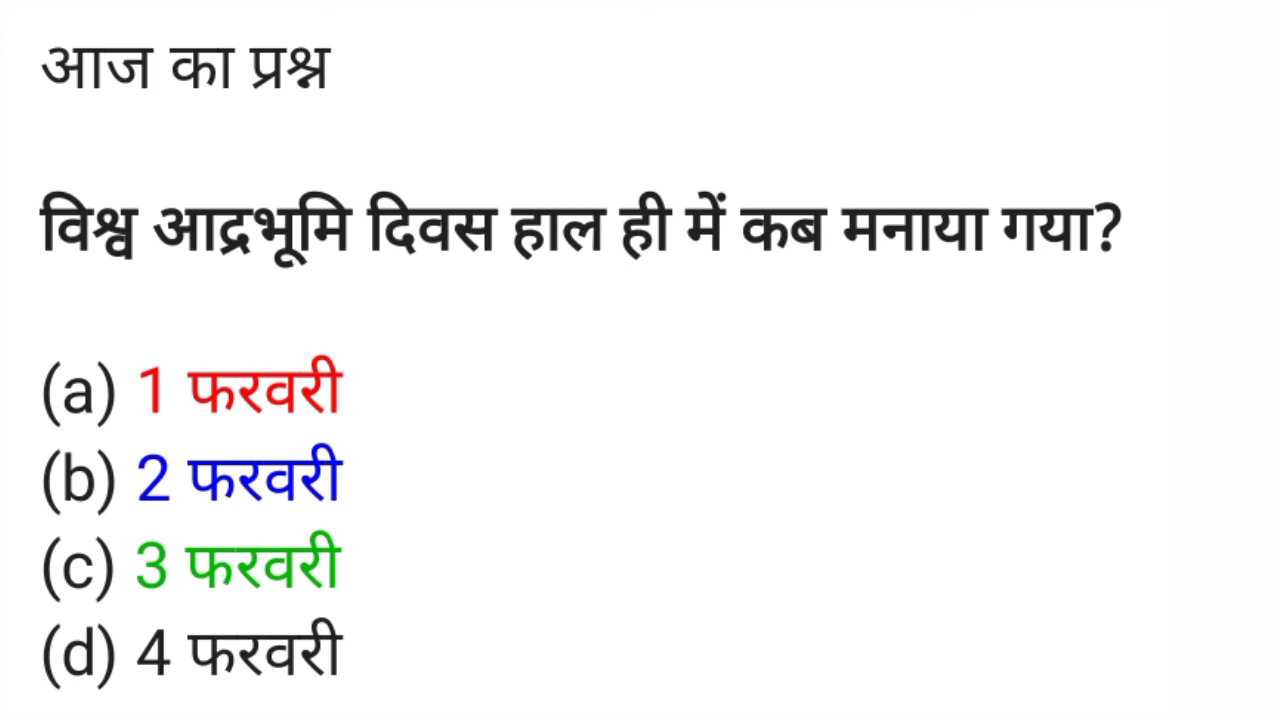 आज का प्रश्न
विश्व आद्रभूमि दिवस हाल ही में कब मनाया गया?
(a) 1 फरवरी
(b) 2 फरवरी
(c) 3 फरवरी
(d) 4 फरवरी